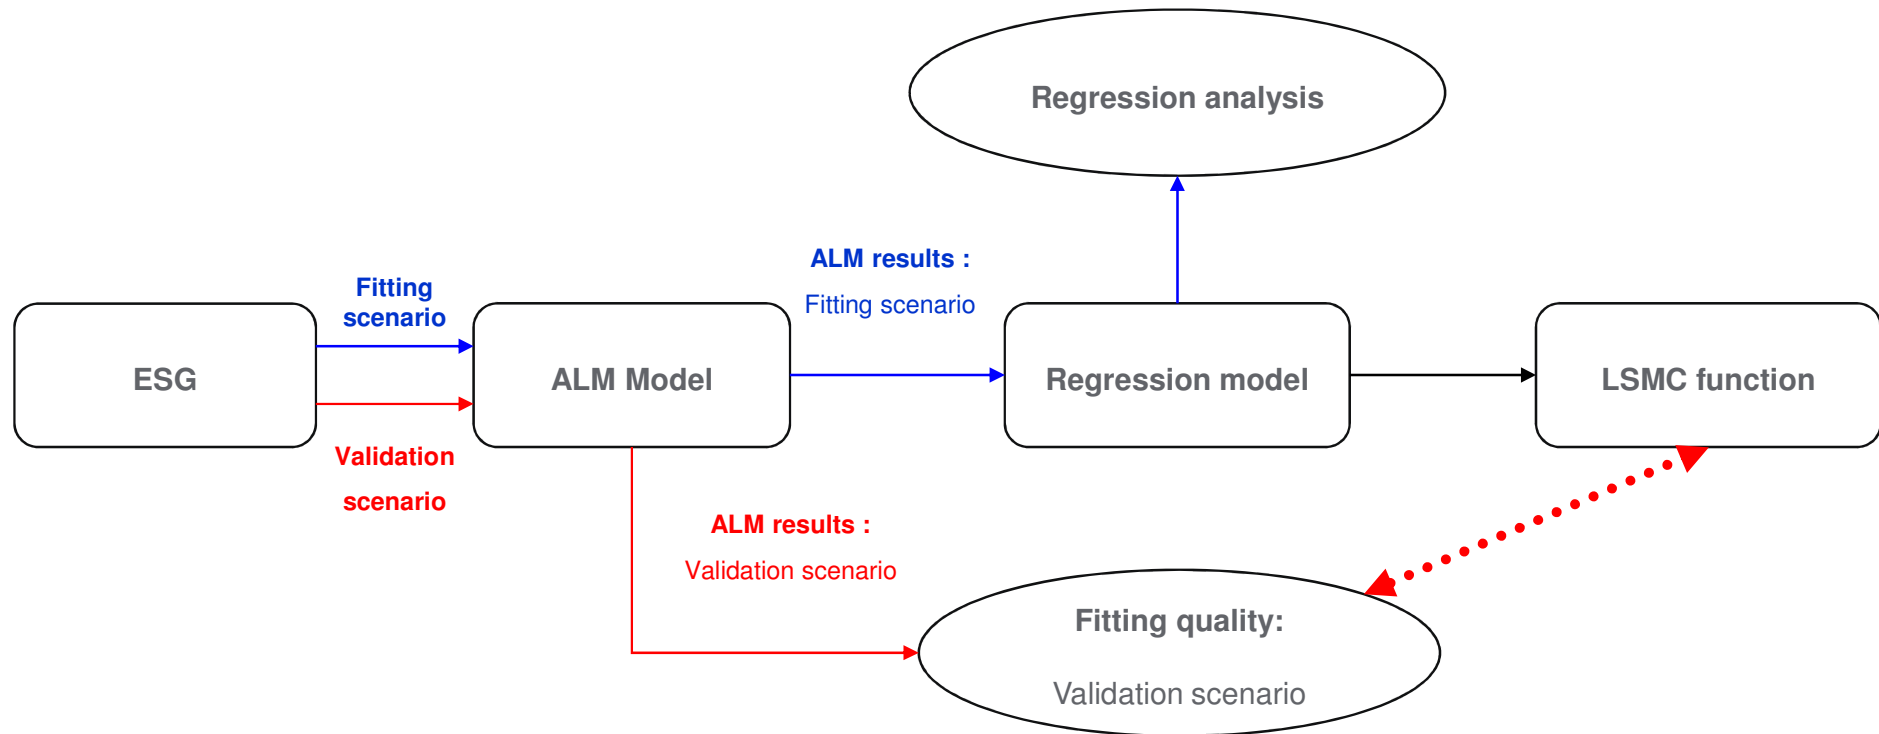 Regression analysis
ALM results :
Fitting scenario
Fitting
scenario
ESG
ALM Model
Regression model
LSMC function
Validation
scenario
ALM results :
Validation scenario
Fitting quality:
Validation scenario